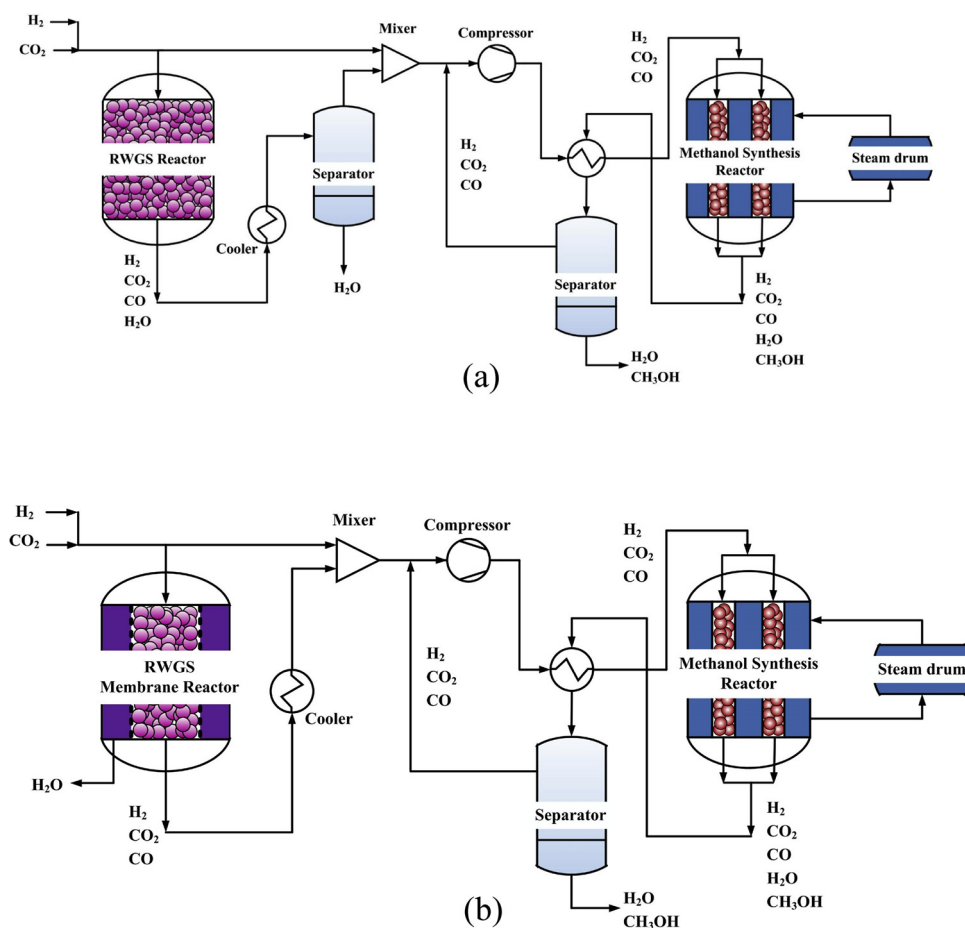 H₂
CO₂
RWGS Reactor
H₂
CO₂
CO
H₂O
Cooler
Separator
H₂O
Mixer
Compressor
H₂
CO₂
CO
Separator
H₂O
CH₃OH
H₂
CO₂
CO
Methanol Synthesis
Reactor
Steam drum
H₂
CO₂
CO
H₂O
CH₃OH
(a)
H₂
CO₂
RWGS
Membrane Reactor
H₂O
H₂
CO₂
CO
Cooler
Mixer
Compressor
H₂
CO₂
CO
Separator
H₂O
CH₃OH
H₂
CO₂
CO
Methanol Synthesis
Reactor
Steam drum
H₂
CO₂
CO
H₂O
CH₃OH
(b)